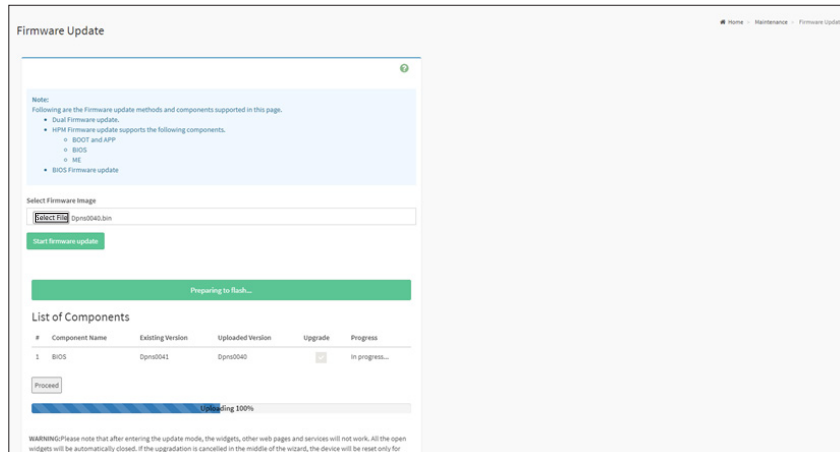 Home - Maintenance - Firmware Updat
Firmware Update
Note:
Following are the Firmware update methods and components supported in this page.
Dual Firmware update.
HPM Firmware update supports the following components.
BOOT and APP
BIOS
ME
BIOS Firmware update
Select Firmware Image
Select File Dpns0040.bin
Start firmware update
Preparing to flash...
List of Components
# Component Name Existing Version Uploaded Version Upgrade Progress
1 BIOS Dpns0041 Dpns0040 In progress...
Proceed
Uploading 100%
WARNING:Please note that after entering the update mode, the widgets, other web pages and services will not work. All the open
widgets will be automatically closed. If the upgradation is cancelled in the middle of the wizard, the device will be reset only for